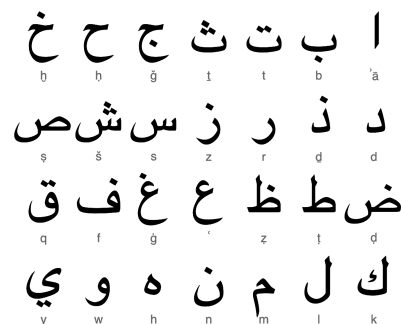 ا ب ت ث ج ح خ
ḫ ḥ ǧ ṯ t b ʾā
د ذ ر ز س ش ص
ṣ š s z r ḏ d
ض ط ظ ع غ ف ق
q f ġ ʿ ẓ ṭ ḍ
ك ل م ن ه و ي
y w h n m l k